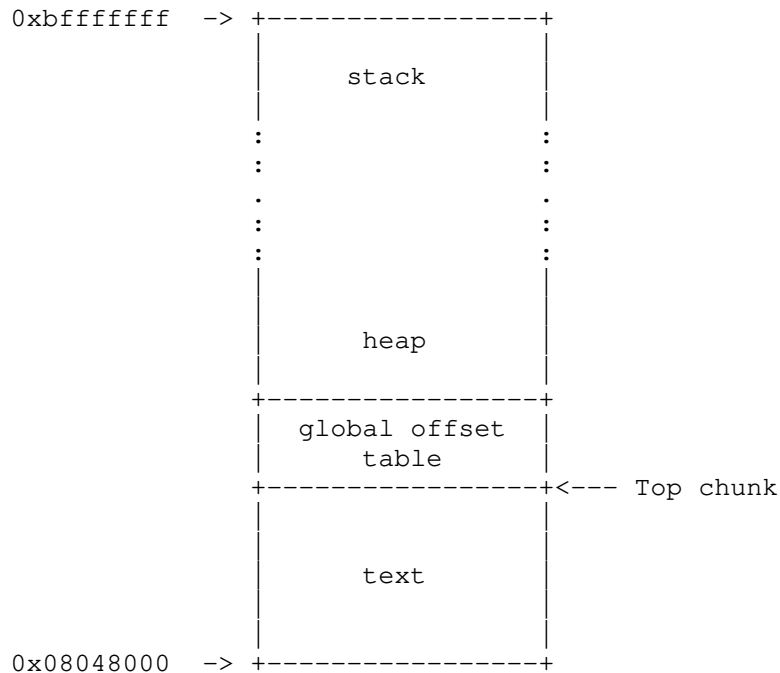 0xbfffffff -> +-----------------+
stack
heap
+-----------------+
global offset
table
+-----------------+<--- Top chunk
text
0x08048000 -> +-----------------+